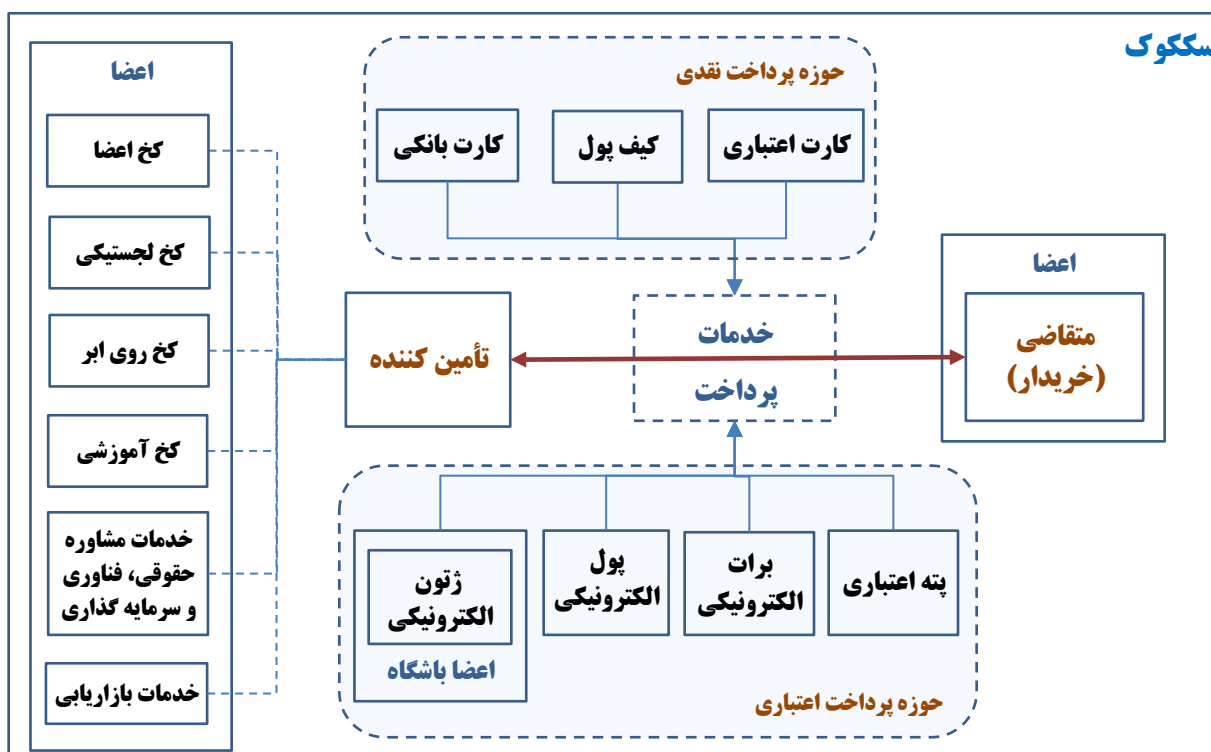 سککوک
حوزه پرداخت نقدی
کارت اعتباری
کیف پول
کارت بانکی
اعضا
متقاضی
(خریدار)
خدمات
پرداخت
تأمین کننده
اعضا
کخ اعضا
کخ لجستیکی
کخ روی ابر
کخ آموزشی
خدمات مشاوره
حقوقی، فناوری
و سرمایه گذاری
خدمات بازاریابی
پته اعتباری
برات
الکترونیکی
پول
الکترونیکی
ژتون
الکترونیکی
اعضا باشگاه
حوزه پرداخت اعتباری